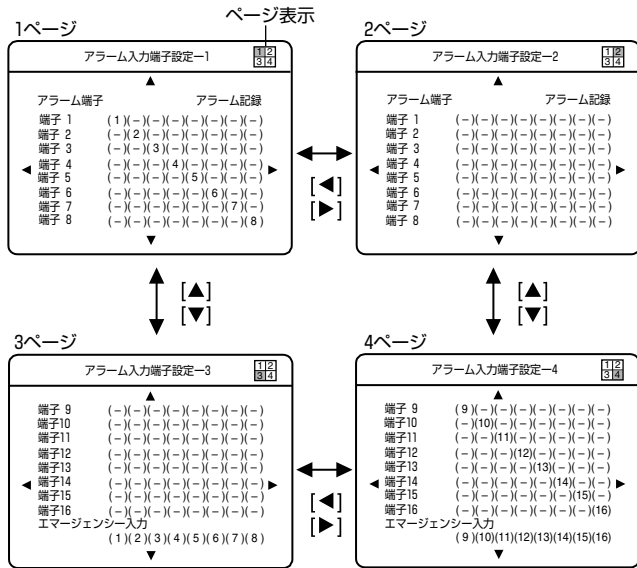 ページ表示
1ページ
アラーム入力端子設定ー1
1 2
3 4
▲
アラーム端子 アラーム記録
端子 1 (1)(−)(−)(−)(−)(−)(−)(−)
端子 2 (−)(2)(−)(−)(−)(−)(−)(−)
端子 3 (−)(−)(3)(−)(−)(−)(−)(−)
端子 4 (−)(−)(−)(4)(−)(−)(−)(−)
端子 5 (−)(−)(−)(−)(5)(−)(−)(−)
端子 6 (−)(−)(−)(−)(−)(6)(−)(−)
端子 7 (−)(−)(−)(−)(−)(−)(7)(−)
端子 8 (−)(−)(−)(−)(−)(−)(−)(8)
◀ ▶
▼
[◀]
[▶]
2ページ
アラーム入力端子設定ー2
1 2
3 4
▲
アラーム端子 アラーム記録
端子 1 (−)(−)(−)(−)(−)(−)(−)(−)
端子 2 (−)(−)(−)(−)(−)(−)(−)(−)
端子 3 (−)(−)(−)(−)(−)(−)(−)(−)
端子 4 (−)(−)(−)(−)(−)(−)(−)(−)
端子 5 (−)(−)(−)(−)(−)(−)(−)(−)
端子 6 (−)(−)(−)(−)(−)(−)(−)(−)
端子 7 (−)(−)(−)(−)(−)(−)(−)(−)
端子 8 (−)(−)(−)(−)(−)(−)(−)(−)
◀ ▶
▼
[▲]
[▼]
[▲]
[▼]
3ページ
アラーム入力端子設定ー3
1 2
3 4
▲
端子 9 (−)(−)(−)(−)(−)(−)(−)(−)
端子10 (−)(−)(−)(−)(−)(−)(−)(−)
端子11 (−)(−)(−)(−)(−)(−)(−)(−)
端子12 (−)(−)(−)(−)(−)(−)(−)(−)
端子13 (−)(−)(−)(−)(−)(−)(−)(−)
端子14 (−)(−)(−)(−)(−)(−)(−)(−)
端子15 (−)(−)(−)(−)(−)(−)(−)(−)
端子16 (−)(−)(−)(−)(−)(−)(−)(−)
エマージェンシー入力
(1)(2)(3)(4)(5)(6)(7)(8)
◀ ▶
▼
[◀]
[▶]
4ページ
アラーム入力端子設定ー4
1 2
3 4
▲
端子 9 (9)(−)(−)(−)(−)(−)(−)(−)
端子10 (−)(10)(−)(−)(−)(−)(−)(−)
端子11 (−)(−)(11)(−)(−)(−)(−)(−)
端子12 (−)(−)(−)(12)(−)(−)(−)(−)
端子13 (−)(−)(−)(−)(13)(−)(−)(−)
端子14 (−)(−)(−)(−)(−)(14)(−)(−)
端子15 (−)(−)(−)(−)(−)(−)(15)(−)
端子16 (−)(−)(−)(−)(−)(−)(−)(16)
エマージェンシー入力
(9)(10)(11)(12)(13)(14)(15)(16)
◀ ▶
▼